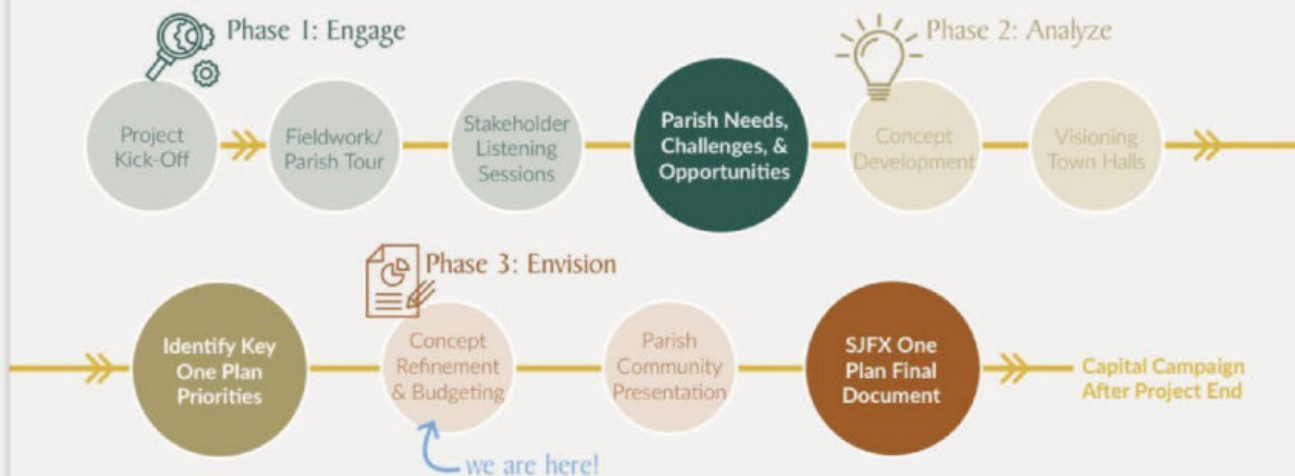 Phase 1: Engage
Phase 2: Analyze
Project
Kick-Off
Fieldwork/
Parish Tour
Stakeholder
Listening
Sessions
Parish Needs,
Challenges, &
Opportunities
Concept
Development
Visioning
Town Halls
Phase 3: Envision
Identify Key
One Plan
Priorities
Concept
Refinement
& Budgeting
Parish
Community
Presentation
SJFX One
Plan Final
Document
Capital Campaign
After Project End
we are here!